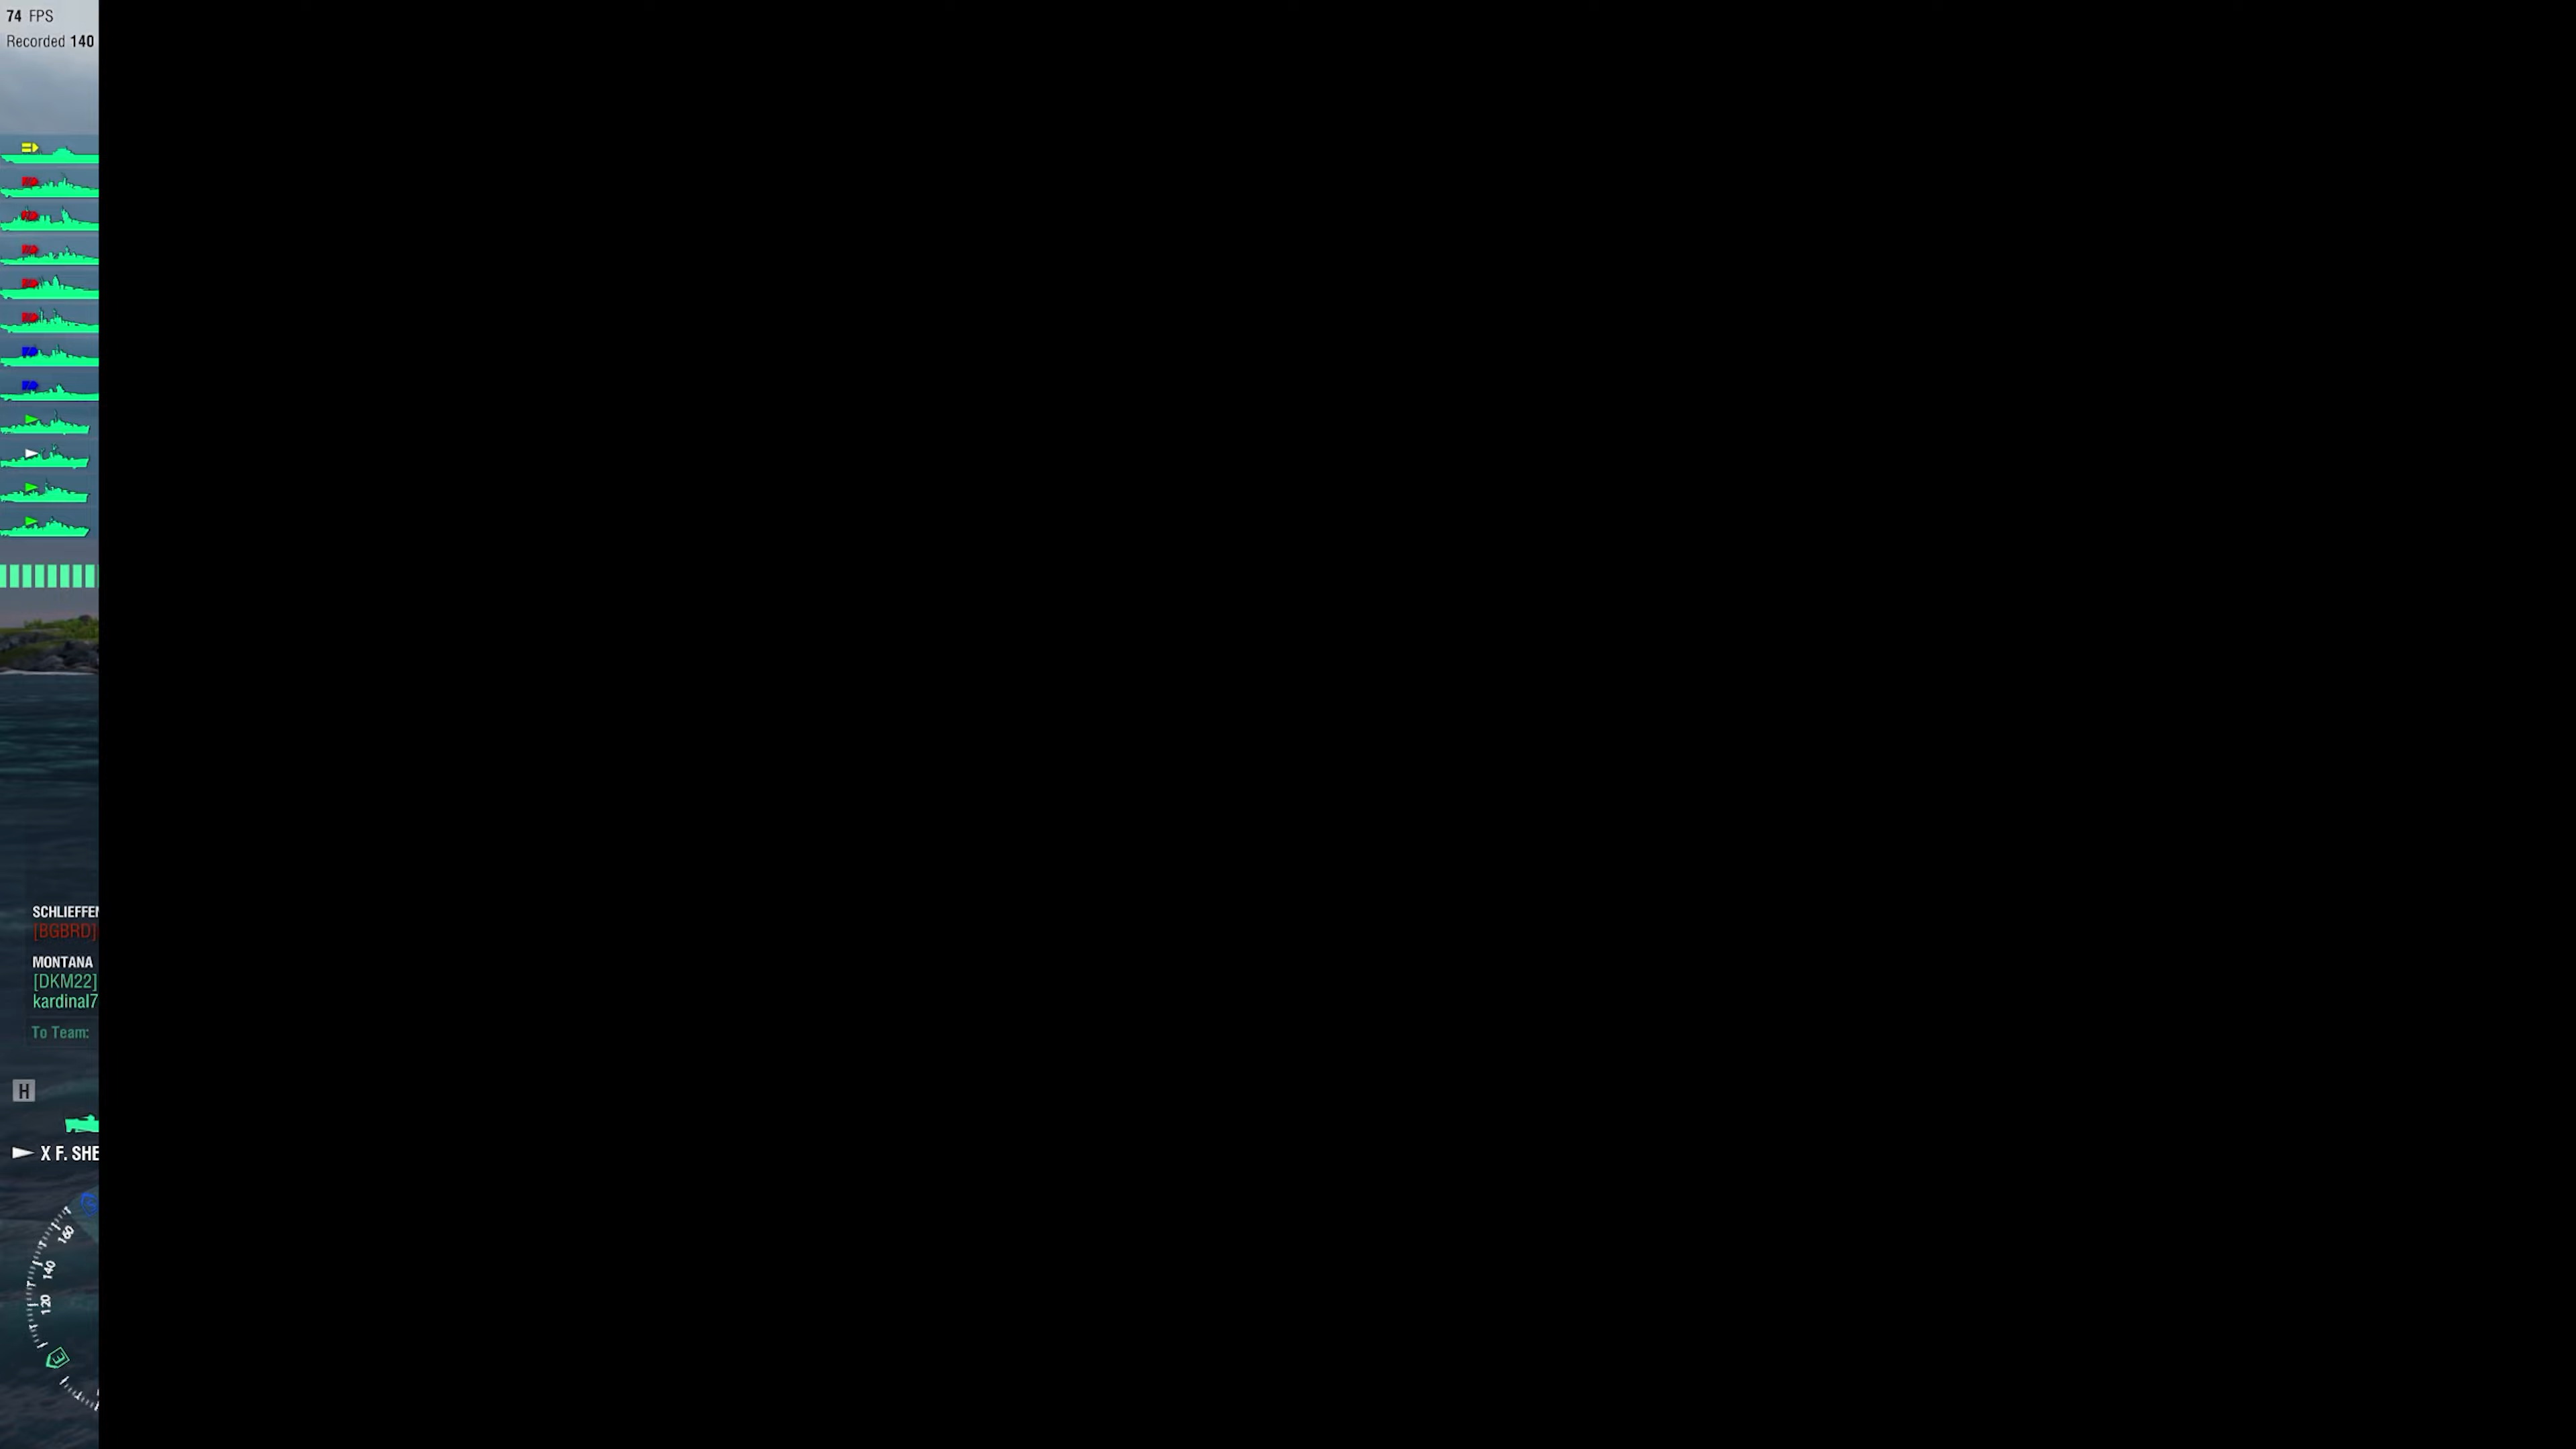 74 FPS
Recorded 140
SCHLIEFFEN
[BGBRD]
MONTANA
[DKM22]
kardinal7
To Team:
H
X F. SHE
160
140
120
E